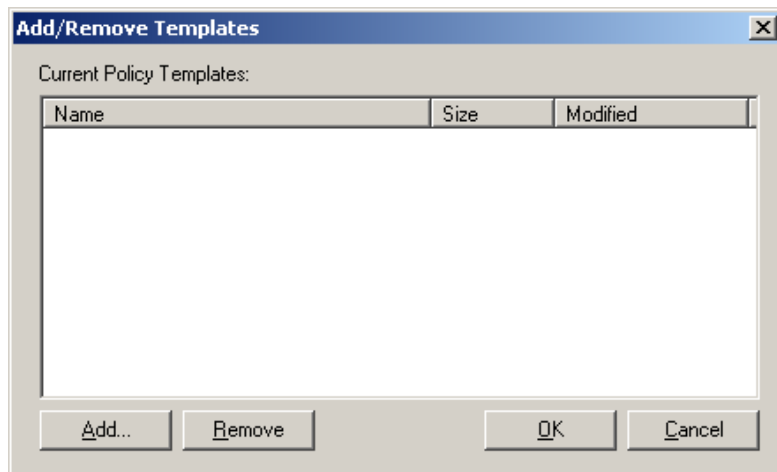 Add/Remove Templates
Current Policy Templates:
Name Size Modified
Add... Remove OK Cancel